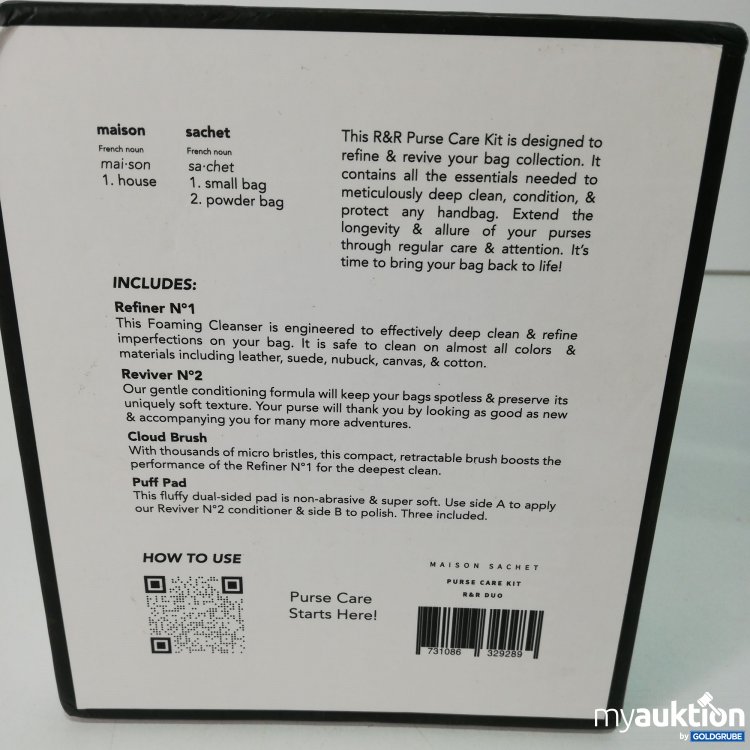 maison
French noun
mai·son
1. house
sachet
French noun
sa·chet
1. small bag
2. powder bag
This R&R Purse Care Kit is designed to
refine & revive your bag collection. It
contains all the essentials needed to
meticulously deep clean, condition, &
protect any handbag. Extend the
longevity & allure of your purses
through regular care & attention. It's
time to bring your bag back to life!
INCLUDES:
Refiner Nº1
This Foaming Cleanser is engineered to effectively deep clean & refine
imperfections on your bag. It is safe to clean on almost all colors &
materials including leather, suede, nubuck, canvas, & cotton.
Reviver Nº2
Our gentle conditioning formula will keep your bags spotless & preserve its
uniquely soft texture. Your purse will thank you by looking as good as new
& accompanying you for many more adventures.
Cloud Brush
With thousands of micro bristles, this compact, retractable brush boosts the
performance of the Refiner Nº1 for the deepest clean.
Puff Pad
This fluffy dual-sided pad is non-abrasive & super soft. Use side A to apply
our Reviver Nº2 conditioner & side B to polish. Three included.
HOW TO USE
Purse Care
Starts Here!
MAISON SACHET
PURSE CARE KIT
R&R DUO
731086 329289
myauktion
by GOLDGRUBE